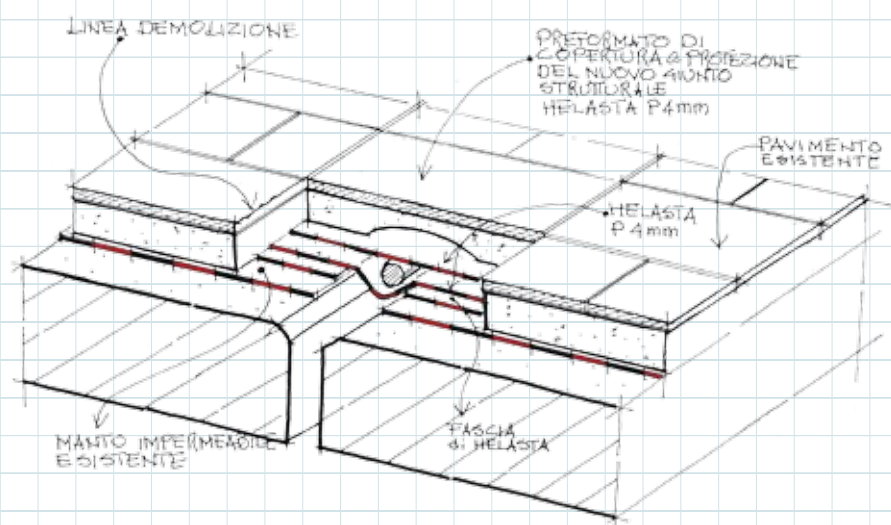 LINEA DEMOLIZIONE
PREFORMATO DI
COPERTURA e PROTEZIONE
DEL NUOVO GIUNTO
STRUTTURALE
HELASTA P4mm
PAVIMENTO
ESISTENTE
HELASTA
P4mm
FASCIA
di HELASTA
MANTO IMPERMEABILE
ESISTENTE